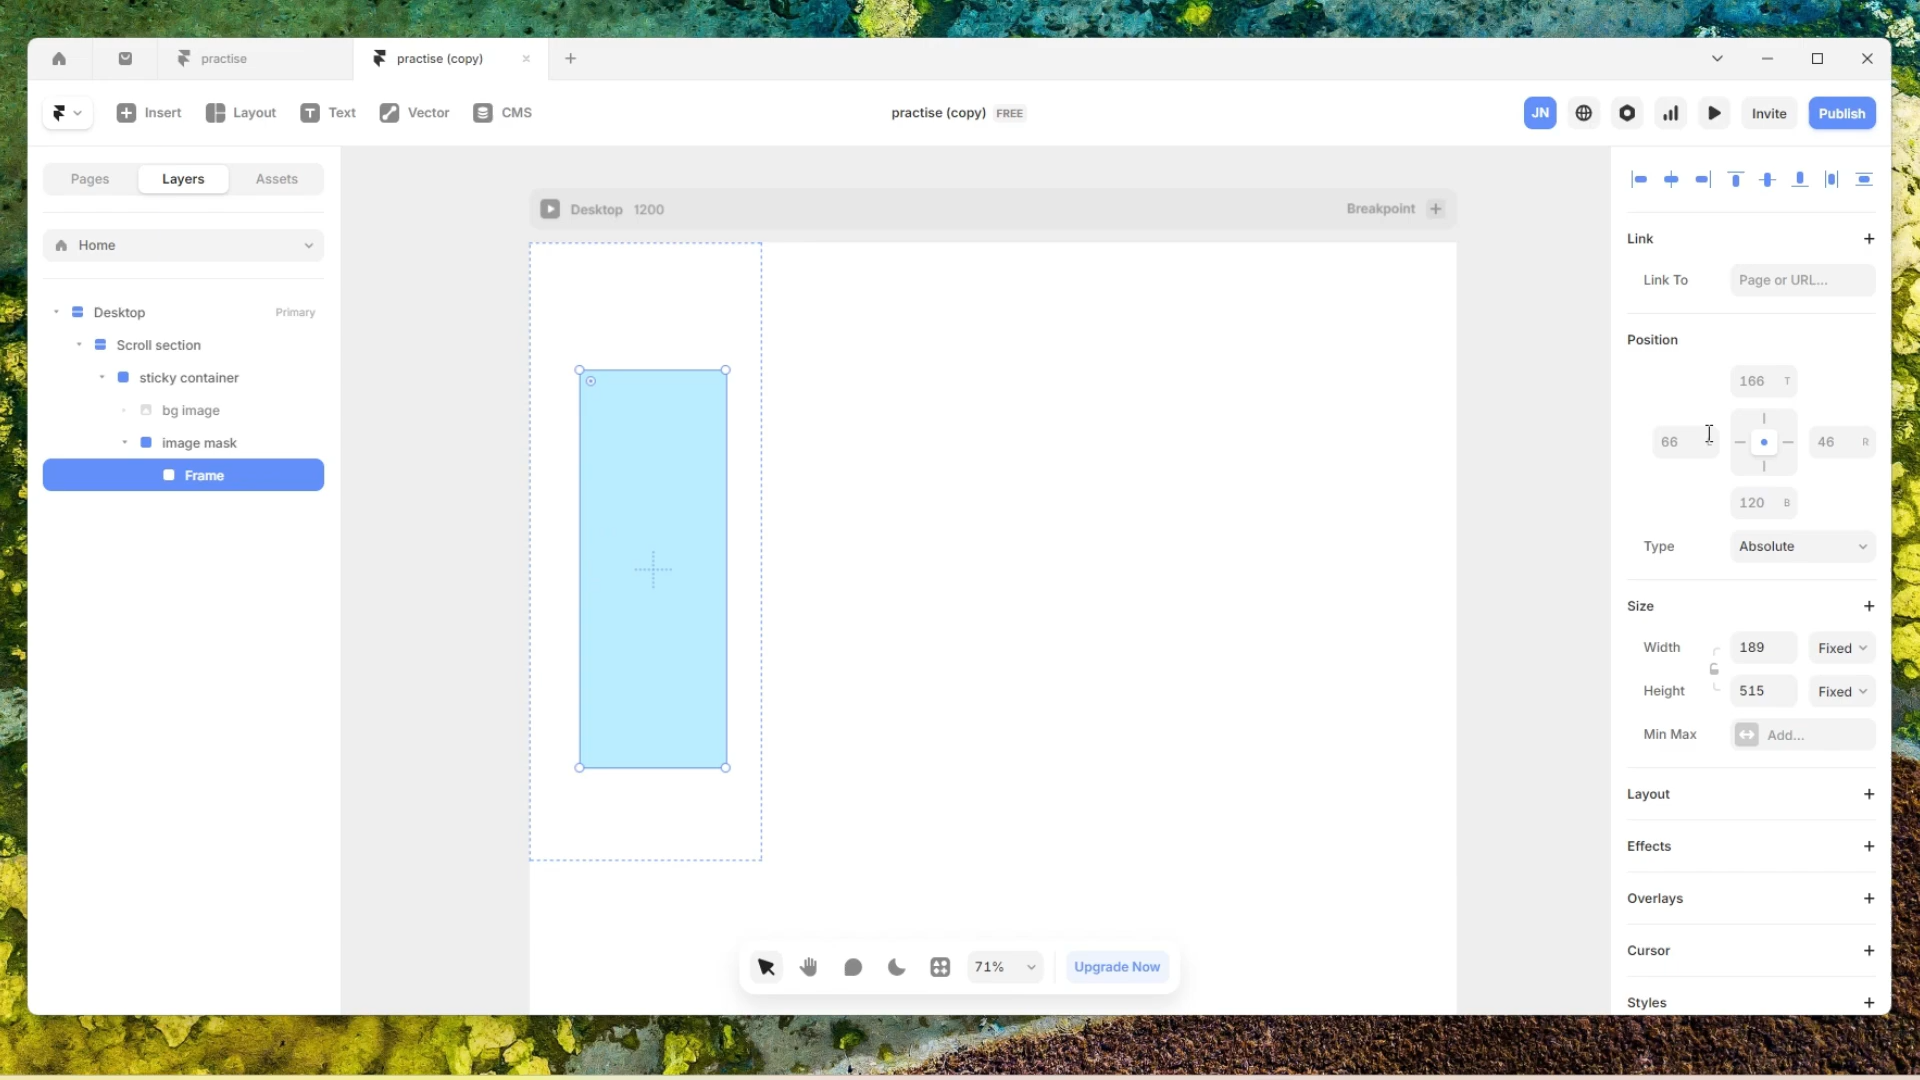 practise
practise (copy)
Insert
Layout
Text
Vector
CMS
practise (copy) FREE
JN
Invite
Publish
Pages
Layers
Assets
Home
Desktop Primary
Scroll section
sticky container
bg image
image mask
Frame
Desktop 1200
Breakpoint
71%
Upgrade Now
Link
Link To Page or URL...
Position
166 T
66
46 R
120 B
Type Absolute
Size
Width 189 Fixed
Height 515 Fixed
Min Max Add...
Layout
Effects
Overlays
Cursor
Styles